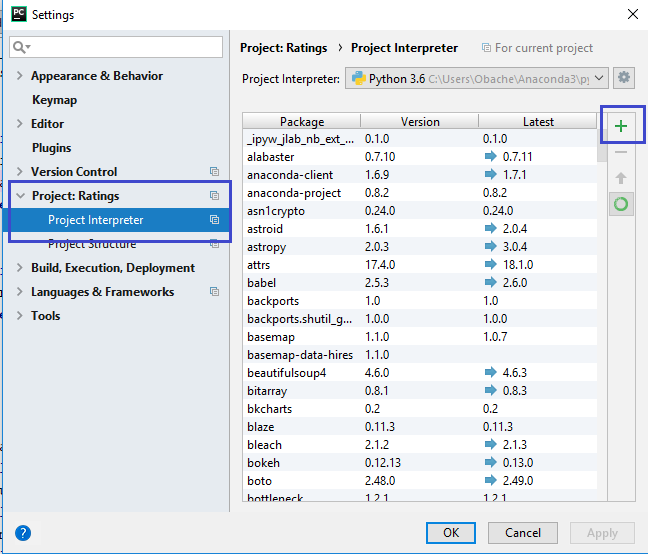 PC Settings
Project: Ratings › Project Interpreter For current project
Project Interpreter: Python 3.6 C:\Users\Obache\Anaconda3\py
Appearance & Behavior
Keymap
Editor
Plugins
Version Control
Project: Ratings
Project Interpreter
Project Structure
Build, Execution, Deployment
Languages & Frameworks
Tools
Package Version Latest
_ipyw_jlab_nb_ext_... 0.1.0 0.1.0
alabaster 0.7.10 0.7.11
anaconda-client 1.6.9 1.7.1
anaconda-project 0.8.2 0.8.2
asn1crypto 0.24.0 0.24.0
astroid 1.6.1 2.0.4
astropy 2.0.3 3.0.4
attrs 17.4.0 18.1.0
babel 2.5.3 2.6.0
backports 1.0 1.0
backports.shutil_g... 1.0.0 1.0.0
basemap 1.1.0 1.0.7
basemap-data-hires 1.1.0
beautifulsoup4 4.6.0 4.6.3
bitarray 0.8.1 0.8.3
bkcharts 0.2 0.2
blaze 0.11.3 0.11.3
bleach 2.1.2 2.1.3
bokeh 0.12.13 0.13.0
boto 2.48.0 2.49.0
bottleneck 1.2.1 1.2.1
? OK Cancel Apply